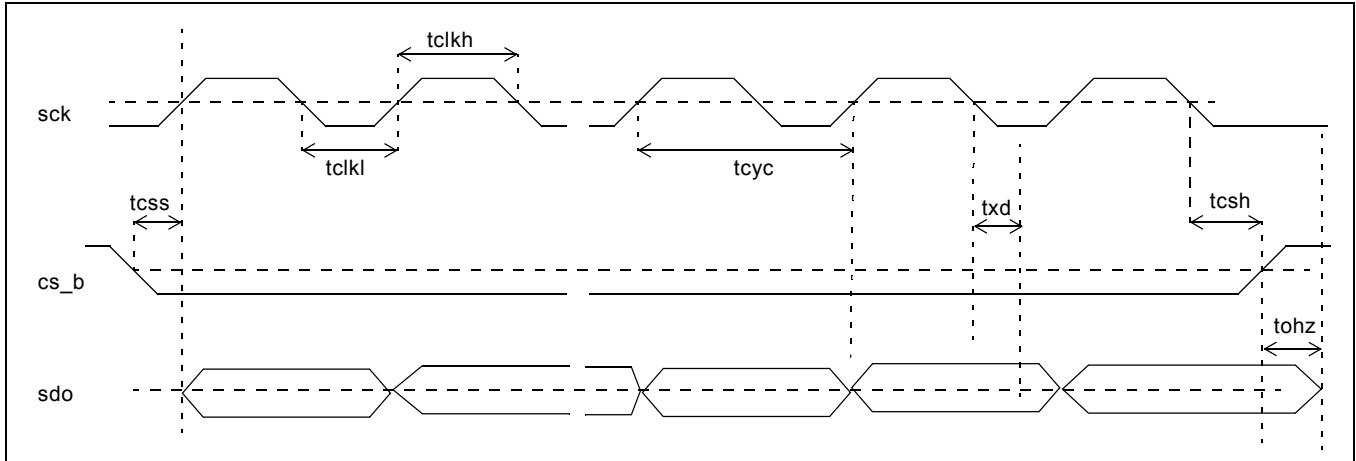 tclkh
sck
tclkl
tcyc
tcss
txd
tcsh
cs_b
tohz
sdo